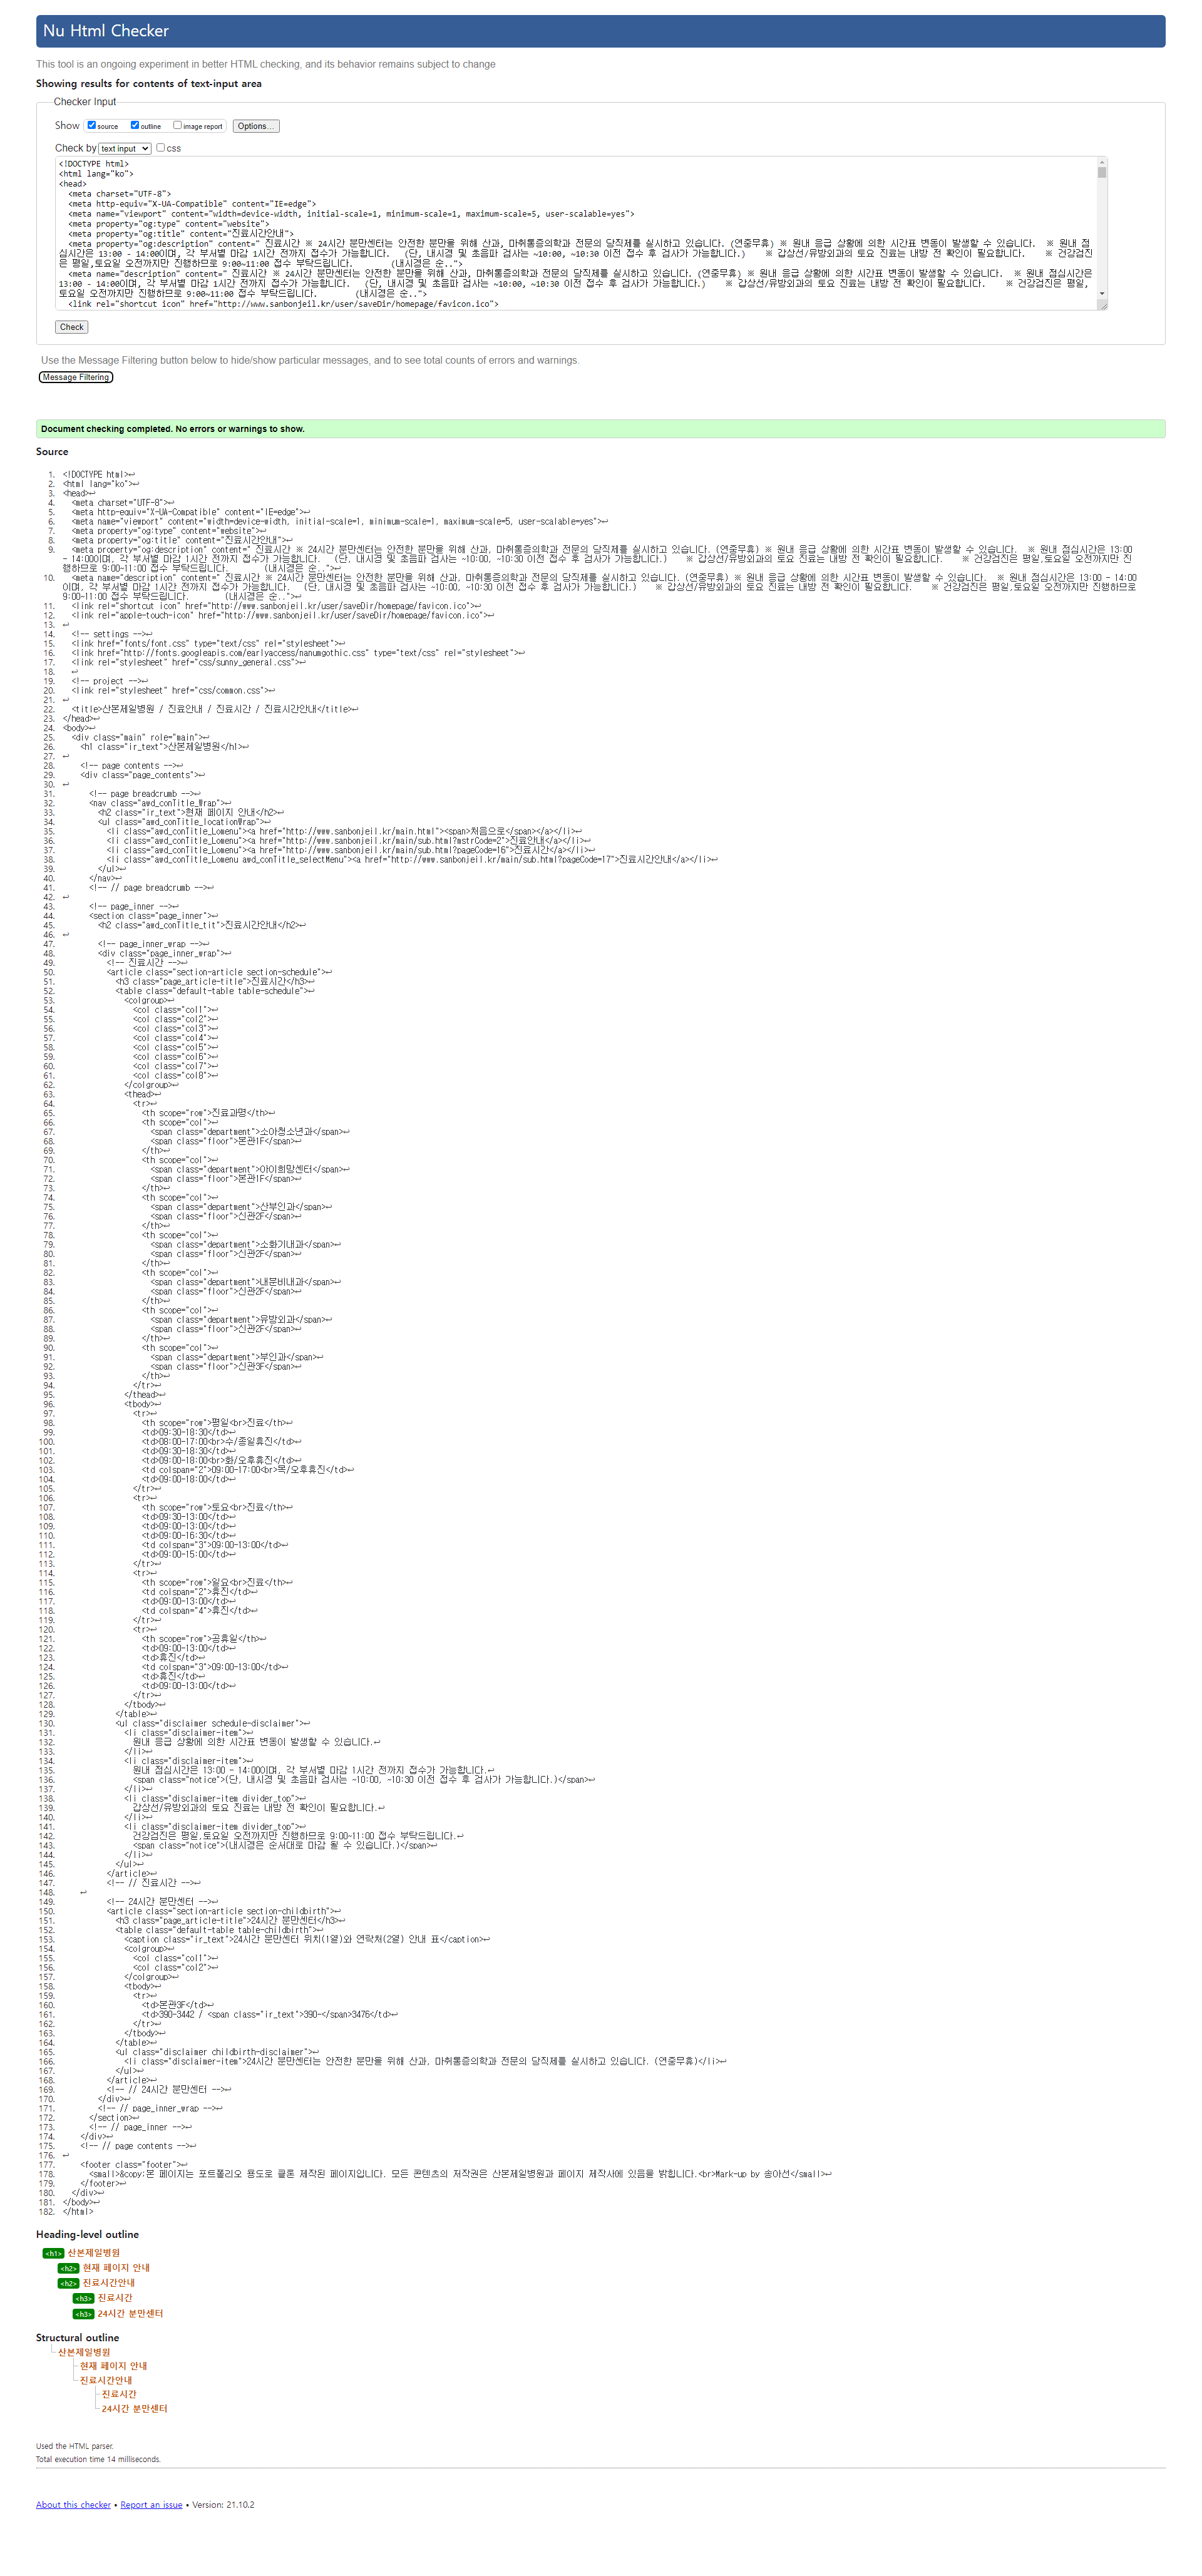 Nu Html Checker
This tool is an ongoing experiment in better HTML checking, and its behavior remains subject to change
Showing results for contents of text-input area
Checker Input
Show source outline image report Options...
Check by text input css
<!DOCTYPE html>
<html lang="ko">
<head>
<meta charset="UTF-8">
<meta http-equiv="X-UA-Compatible" content="IE=edge">
<meta name="viewport" content="width=device-width, initial-scale=1, minimum-scale=1, maximum-scale=5, user-scalable=yes">
<meta property="og:type" content="website">
<meta property="og:title" content="진료시간안내">
<meta property="og:description" content=" 진료시간 ※ 24시간 분만센터는 안전한 분만을 위해 산과, 마취통증의학과 전문의 당직제를 실시하고 있습니다. (연중무휴) ※ 원내 응급 상황에 의한 시간표 변동이 발생할 수 있습니다. ※ 원내 점
심시간은 13:00 - 14:00이며, 각 부서별 마감 1시간 전까지 접수가 가능합니다. (단, 내시경 및 초음파 검사는 ~10:00, ~10:30 이전 접수 후 검사가 가능합니다.) ※ 갑상선/유방외과의 토요 진료는 내방 전 확인이 필요합니다. ※ 건강검진
은 평일,토요일 오전까지만 진행하므로 9:00~11:00 접수 부탁드립니다. (내시경은 순..">
<meta name="description" content=" 진료시간 ※ 24시간 분만센터는 안전한 분만을 위해 산과, 마취통증의학과 전문의 당직제를 실시하고 있습니다. (연중무휴) ※ 원내 응급 상황에 의한 시간표 변동이 발생할 수 있습니다. ※ 원내 점심시간은
13:00 - 14:00이며, 각 부서별 마감 1시간 전까지 접수가 가능합니다. (단, 내시경 및 초음파 검사는 ~10:00, ~10:30 이전 접수 후 검사가 가능합니다.) ※ 갑상선/유방외과의 토요 진료는 내방 전 확인이 필요합니다. ※ 건강검진은 평일,
토요일 오전까지만 진행하므로 9:00~11:00 접수 부탁드립니다. (내시경은 순..">
<link rel="shortcut icon" href="http://www.sanbonjeil.kr/user/saveDir/homepage/favicon.ico">
Check
Use the Message Filtering button below to hide/show particular messages, and to see total counts of errors and warnings.
Message Filtering
Document checking completed. No errors or warnings to show.
Source
1. <!DOCTYPE html>↩
2. <html lang="ko">↩
3. <head>↩
4. <meta charset="UTF-8">↩
5. <meta http-equiv="X-UA-Compatible" content="IE=edge">↩
6. <meta name="viewport" content="width=device-width, initial-scale=1, minimum-scale=1, maximum-scale=5, user-scalable=yes">↩
7. <meta property="og:type" content="website">↩
8. <meta property="og:title" content="진료시간안내">↩
9. <meta property="og:description" content=" 진료시간 ※ 24시간 분만센터는 안전한 분만을 위해 산과, 마취통증의학과 전문의 당직제를 실시하고 있습니다. (연중무휴) ※ 원내 응급 상황에 의한 시간표 변동이 발생할 수 있습니다. ※ 원내 점심시간은 13:00
- 14:00이며, 각 부서별 마감 1시간 전까지 접수가 가능합니다. (단, 내시경 및 초음파 검사는 ~10:00, ~10:30 이전 접수 후 검사가 가능합니다.) ※ 갑상선/유방외과의 토요 진료는 내방 전 확인이 필요합니다. ※ 건강검진은 평일,토요일 오전까지만 진
행하므로 9:00~11:00 접수 부탁드립니다. (내시경은 순..">↩
10. <meta name="description" content=" 진료시간 ※ 24시간 분만센터는 안전한 분만을 위해 산과, 마취통증의학과 전문의 당직제를 실시하고 있습니다. (연중무휴) ※ 원내 응급 상황에 의한 시간표 변동이 발생할 수 있습니다. ※ 원내 점심시간은 13:00 - 14:00
이며, 각 부서별 마감 1시간 전까지 접수가 가능합니다. (단, 내시경 및 초음파 검사는 ~10:00, ~10:30 이전 접수 후 검사가 가능합니다.) ※ 갑상선/유방외과의 토요 진료는 내방 전 확인이 필요합니다. ※ 건강검진은 평일,토요일 오전까지만 진행하므로
9:00~11:00 접수 부탁드립니다. (내시경은 순..">↩
11. <link rel="shortcut icon" href="http://www.sanbonjeil.kr/user/saveDir/homepage/favicon.ico">↩
12. <link rel="apple-touch-icon" href="http://www.sanbonjeil.kr/user/saveDir/homepage/favicon.ico">↩
13. ↩
14. <!-- settings -->↩
15. <link href="fonts/font.css" type="text/css" rel="stylesheet">↩
16. <link href="http://fonts.googleapis.com/earlyaccess/nanumgothic.css" type="text/css" rel="stylesheet">↩
17. <link rel="stylesheet" href="css/sunny_general.css">↩
18. ↩
19. <!-- project -->↩
20. <link rel="stylesheet" href="css/common.css">↩
21. ↩
22. <title>산본제일병원 / 진료안내 / 진료시간 / 진료시간안내</title>↩
23. </head>↩
24. <body>↩
25. <div class="main" role="main">↩
26. <h1 class="ir_text">산본제일병원</h1>↩
27. ↩
28. <!-- page contents -->↩
29. <div class="page_contents">↩
30. ↩
31. <!-- page breadcrumb -->↩
32. <nav class="awd_conTitle_Wrap">↩
33. <h2 class="ir_text">현재 페이지 안내</h2>↩
34. <ul class="awd_conTitle_locationWrap">↩
35. <li class="awd_conTitle_Lomenu"><a href="http://www.sanbonjeil.kr/main.html"><span>처음으로</span></a></li>↩
36. <li class="awd_conTitle_Lomenu"><a href="http://www.sanbonjeil.kr/main/sub.html?mstrCode=2">진료안내</a></li>↩
37. <li class="awd_conTitle_Lomenu"><a href="http://www.sanbonjeil.kr/main/sub.html?pageCode=16">진료시간</a></li>↩
38. <li class="awd_conTitle_Lomenu awd_conTitle_selectMenu"><a href="http://www.sanbonjeil.kr/main/sub.html?pageCode=17">진료시간안내</a></li>↩
39. </ul>↩
40. </nav>↩
41. <!-- // page breadcrumb -->↩
42. ↩
43. <!-- page_inner -->↩
44. <section class="page_inner">↩
45. <h2 class="awd_conTitle_tit">진료시간안내</h2>↩
46. ↩
47. <!-- page_inner_wrap -->↩
48. <div class="page_inner_wrap">↩
49. <!-- 진료시간 -->↩
50. <article class="section-article section-schedule">↩
51. <h3 class="page_article-title">진료시간</h3>↩
52. <table class="default-table table-schedule">↩
53. <colgroup>↩
54. <col class="col1">↩
55. <col class="col2">↩
56. <col class="col3">↩
57. <col class="col4">↩
58. <col class="col5">↩
59. <col class="col6">↩
60. <col class="col7">↩
61. <col class="col8">↩
62. </colgroup>↩
63. <thead>↩
64. <tr>↩
65. <th scope="row">진료과명</th>↩
66. <th scope="col">↩
67. <span class="department">소아청소년과</span>↩
68. <span class="floor">본관1F</span>↩
69. </th>↩
70. <th scope="col">↩
71. <span class="department">아이희망센터</span>↩
72. <span class="floor">본관1F</span>↩
73. </th>↩
74. <th scope="col">↩
75. <span class="department">산부인과</span>↩
76. <span class="floor">신관2F</span>↩
77. </th>↩
78. <th scope="col">↩
79. <span class="department">소화기내과</span>↩
80. <span class="floor">신관2F</span>↩
81. </th>↩
82. <th scope="col">↩
83. <span class="department">내분비내과</span>↩
84. <span class="floor">신관2F</span>↩
85. </th>↩
86. <th scope="col">↩
87. <span class="department">유방외과</span>↩
88. <span class="floor">신관2F</span>↩
89. </th>↩
90. <th scope="col">↩
91. <span class="department">부인과</span>↩
92. <span class="floor">신관3F</span>↩
93. </th>↩
94. </tr>↩
95. </thead>↩
96. <tbody>↩
97. <tr>↩
98. <th scope="row">평일<br>진료</th>↩
99. <td>09:30-18:30</td>↩
100. <td>08:00-17:00<br>수/종일휴진</td>↩
101. <td>09:30-18:30</td>↩
102. <td>09:00-18:00<br>화/오후휴진</td>↩
103. <td colspan="2">09:00-17:00<br>목/오후휴진</td>↩
104. <td>09:00-18:00</td>↩
105. </tr>↩
106. <tr>↩
107. <th scope="row">토요<br>진료</th>↩
108. <td>09:30-13:00</td>↩
109. <td>09:00-13:00</td>↩
110. <td>09:00-16:30</td>↩
111. <td colspan="3">09:00-13:00</td>↩
112. <td>09:00-15:00</td>↩
113. </tr>↩
114. <tr>↩
115. <th scope="row">일요<br>진료</th>↩
116. <td colspan="2">휴진</td>↩
117. <td>09:00-13:00</td>↩
118. <td colspan="4">휴진</td>↩
119. </tr>↩
120. <tr>↩
121. <th scope="row">공휴일</th>↩
122. <td>09:00-13:00</td>↩
123. <td>휴진</td>↩
124. <td colspan="3">09:00-13:00</td>↩
125. <td>휴진</td>↩
126. <td>09:00-13:00</td>↩
127. </tr>↩
128. </tbody>↩
129. </table>↩
130. <ul class="disclaimer schedule-disclaimer">↩
131. <li class="disclaimer-item">↩
132. 원내 응급 상황에 의한 시간표 변동이 발생할 수 있습니다.↩
133. </li>↩
134. <li class="disclaimer-item">↩
135. 원내 점심시간은 13:00 - 14:00이며, 각 부서별 마감 1시간 전까지 접수가 가능합니다.↩
136. <span class="notice">(단, 내시경 및 초음파 검사는 ~10:00, ~10:30 이전 접수 후 검사가 가능합니다.)</span>↩
137. </li>↩
138. <li class="disclaimer-item divider_top">↩
139. 갑상선/유방외과의 토요 진료는 내방 전 확인이 필요합니다.↩
140. </li>↩
141. <li class="disclaimer-item divider_top">↩
142. 건강검진은 평일,토요일 오전까지만 진행하므로 9:00~11:00 접수 부탁드립니다.↩
143. <span class="notice">(내시경은 순서대로 마감 될 수 있습니다.)</span>↩
144. </li>↩
145. </ul>↩
146. </article>↩
147. <!-- // 진료시간 -->↩
148. ↩
149. <!-- 24시간 분만센터 -->↩
150. <article class="section-article section-childbirth">↩
151. <h3 class="page_article-title">24시간 분만센터</h3>↩
152. <table class="default-table table-childbirth">↩
153. <caption class="ir_text">24시간 분만센터 위치(1열)와 연락처(2열) 안내 표</caption>↩
154. <colgroup>↩
155. <col class="col1">↩
156. <col class="col2">↩
157. </colgroup>↩
158. <tbody>↩
159. <tr>↩
160. <td>본관3F</td>↩
161. <td>390-3442 / <span class="ir_text">390-</span>3476</td>↩
162. </tr>↩
163. </tbody>↩
164. </table>↩
165. <ul class="disclaimer childbirth-disclaimer">↩
166. <li class="disclaimer-item">24시간 분만센터는 안전한 분만을 위해 산과, 마취통증의학과 전문의 당직제를 실시하고 있습니다. (연중무휴)</li>↩
167. </ul>↩
168. </article>↩
169. <!-- // 24시간 분만센터 -->↩
170. </div>↩
171. <!-- // page_inner_wrap -->↩
172. </section>↩
173. <!-- // page_inner -->↩
174. </div>↩
175. <!-- // page contents -->↩
176. ↩
177. <footer class="footer">↩
178. <small>&copy;본 페이지는 포트폴리오 용도로 클론 제작된 페이지입니다. 모든 콘텐츠의 저작권은 산본제일병원과 페이지 제작사에 있음을 밝힙니다.<br>Mark-up by 송아선</small>↩
179. </footer>↩
180. </div>↩
181. </body>↩
182. </html>
Heading-level outline
<h1> 산본제일병원
<h2> 현재 페이지 안내
<h2> 진료시간안내
<h3> 진료시간
<h3> 24시간 분만센터
Structural outline
산본제일병원
현재 페이지 안내
진료시간안내
진료시간
24시간 분만센터
Used the HTML parser.
Total execution time 14 milliseconds.
About this checker • Report an issue • Version: 21.10.2